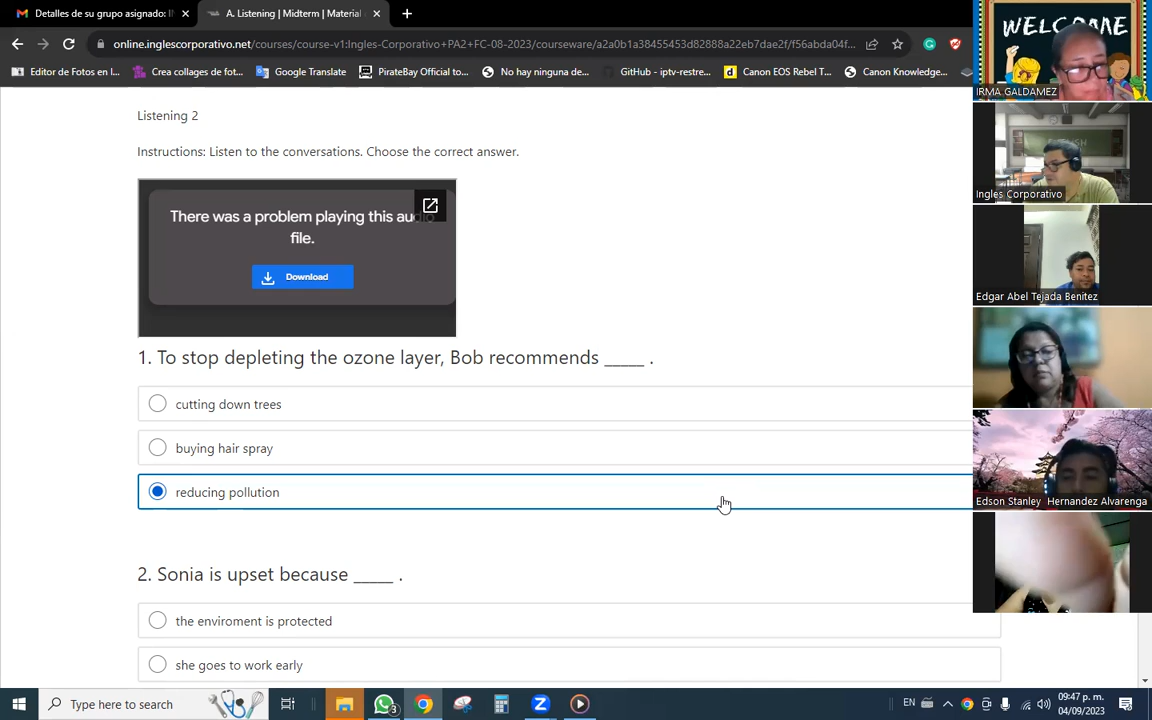 Detalles de su grupo asignado: I
A. Listening | Midterm | Material
online.inglescorporativo.net/courses/course-v1:Ingles-Corporativo+PA2+FC-08-2023/courseware/a2a0b1a38455453d82888a22eb7dae2f/f56abda04f...
Editor de Fotos en l...
Crea collages de fot...
Google Translate
PirateBay Official to...
No hay ninguna de...
GitHub - iptv-restre...
Canon EOS Rebel T...
Canon Knowledge...
WELCOME
IRMA GALDAMEZ
Ingles Corporativo
Edgar Abel Tejada Benitez
Edson Stanley Hernandez Alvarenga
Listening 2
Instructions: Listen to the conversations. Choose the correct answer.
There was a problem playing this audio
file.
Download
1. To stop depleting the ozone layer, Bob recommends _____ .
cutting down trees
buying hair spray
reducing pollution
2. Sonia is upset because _____ .
the enviroment is protected
she goes to work early
Type here to search
3
EN
09:47 p. m.
04/09/2023